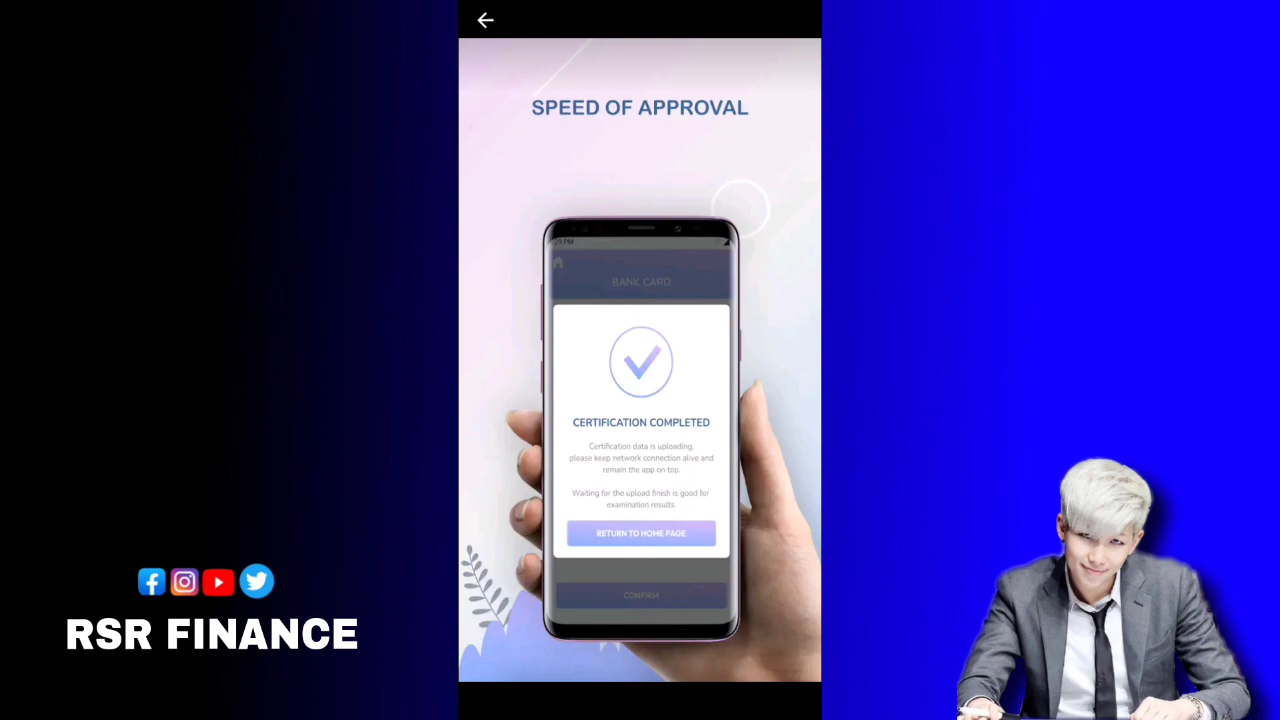 SPEED OF APPROVAL
29 PM
BANK CARD
CERTIFICATION COMPLETED
Certification data is uploading,
please keep network connection alive and
remain the app on top.
Waiting for the upload finish is good for
examination results.
RETURN TO HOME PAGE
CONFIRM
RSR FINANCE